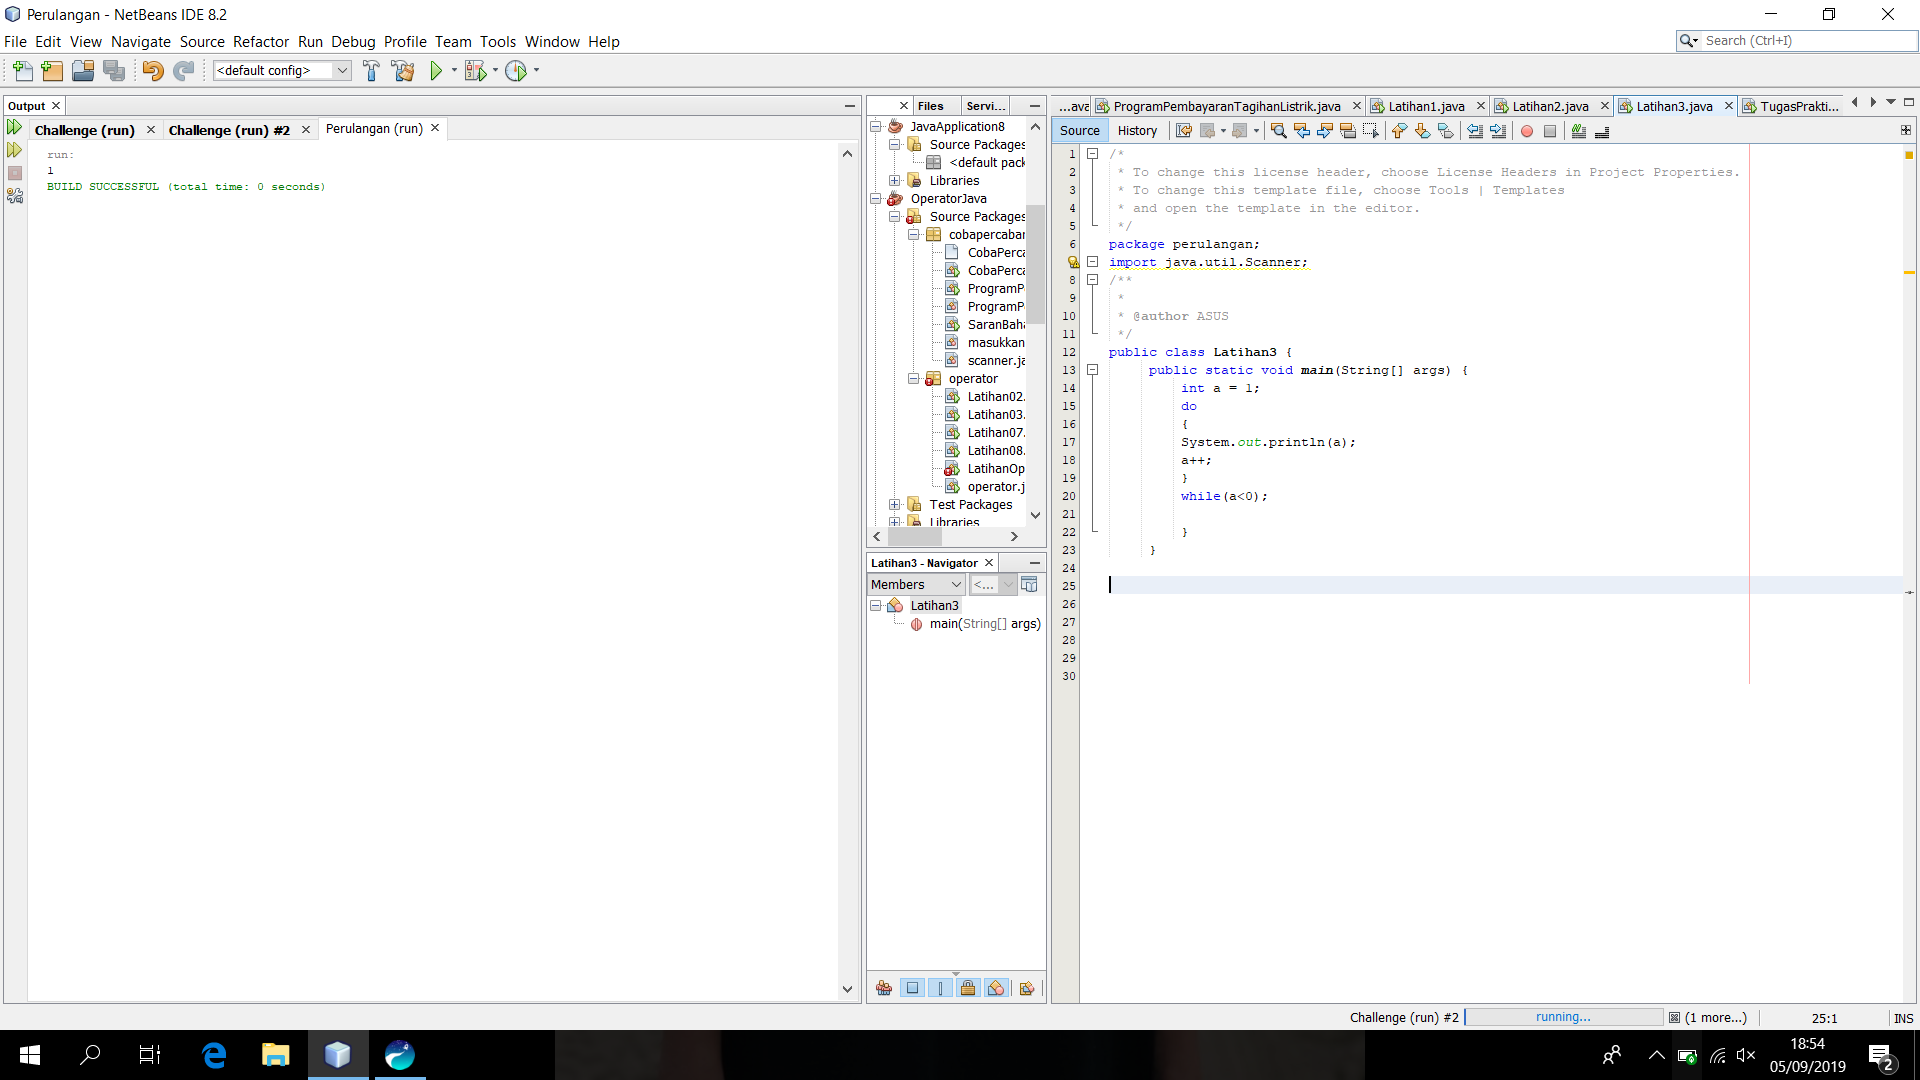 Perulangan - NetBeans IDE 8.2
File Edit View Navigate Source Refactor Run Debug Profile Team Tools Window Help
Search (Ctrl+I)
<default config>
Output
Challenge (run)
Challenge (run) #2
Perulangan (run)
run:
1
BUILD SUCCESSFUL (total time: 0 seconds)
Files
Servi...
JavaApplication8
Source Packages
<default pack
Libraries
OperatorJava
Source Packages
cobapercabar
CobaPerca
CobaPerca
ProgramP
ProgramP
SaranBaha
masukkan
scanner.ja
operator
Latihan02.
Latihan03.
Latihan07.
Latihan08.
LatihanOp
operator.j
Test Packages
Libraries
Latihan3 - Navigator
Members
<...
Latihan3
main(String[] args)
...ava
ProgramPembayaranTagihanListrik.java
Latihan1.java
Latihan2.java
Latihan3.java
TugasPrakti...
Source
History
1 /*
2 * To change this license header, choose License Headers in Project Properties.
3 * To change this template file, choose Tools | Templates
4 * and open the template in the editor.
5 */
6 package perulangan;
import java.util.Scanner;
8 /**
9 *
10 * @author ASUS
11 */
12 public class Latihan3 {
13 public static void main(String[] args) {
14 int a = 1;
15 do
16 {
17 System.out.println(a);
18 a++;
19 }
20 while(a<0);
21
22 }
23 }
24
25
26
27
28
29
30
Challenge (run) #2
running...
(1 more...)
25:1
INS
18:54
05/09/2019
2